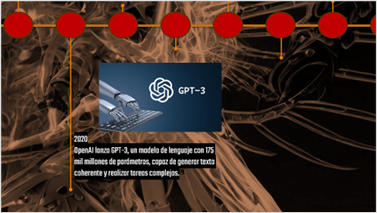 GPT-3
2020
OpenAI lanza GPT-3, un modelo de lenguaje con 175
mil millones de parámetros, capaz de generar texto
coherente y realizar tareas complejas.